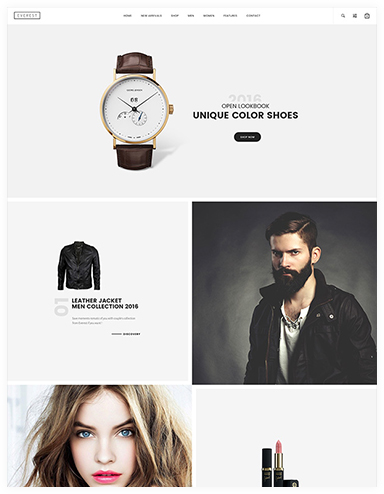 EVEREST
HOME NEW ARRIVALS SHOP MEN WOMEN FEATURES CONTACT
2016
OPEN LOOKBOOK
UNIQUE COLOR SHOES
SHOP NOW
01
LEATHER JACKET
MEN COLLECTION 2016
DISCOVERY